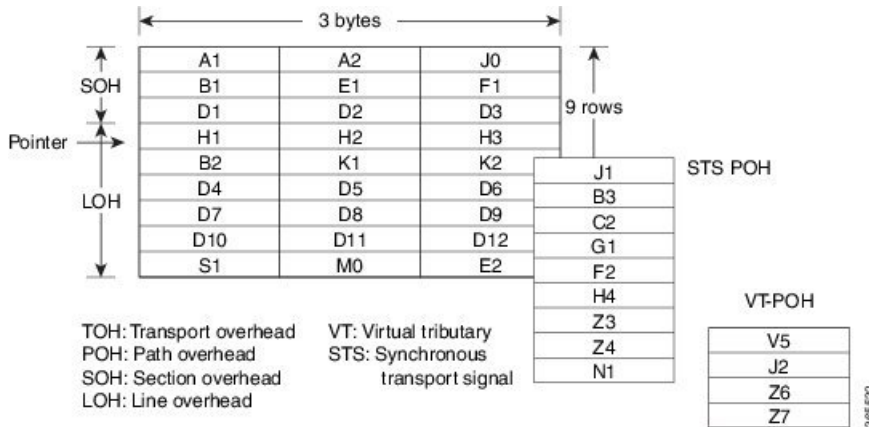 3 bytes
A1 A2 J0
SOH B1 E1 F1
D1 D2 D3 9 rows
Pointer H1 H2 H3
B2 K1 K2
J1 STS POH
LOH D4 D5 D6
B3
D7 D8 D9
C2
D10 D11 D12
G1
S1 M0 E2
F2
H4 VT-POH
Z3
Z4
N1
V5
J2
Z6
Z7
TOH: Transport overhead
POH: Path overhead
SOH: Section overhead
LOH: Line overhead
VT: Virtual tributary
STS: Synchronous
transport signal